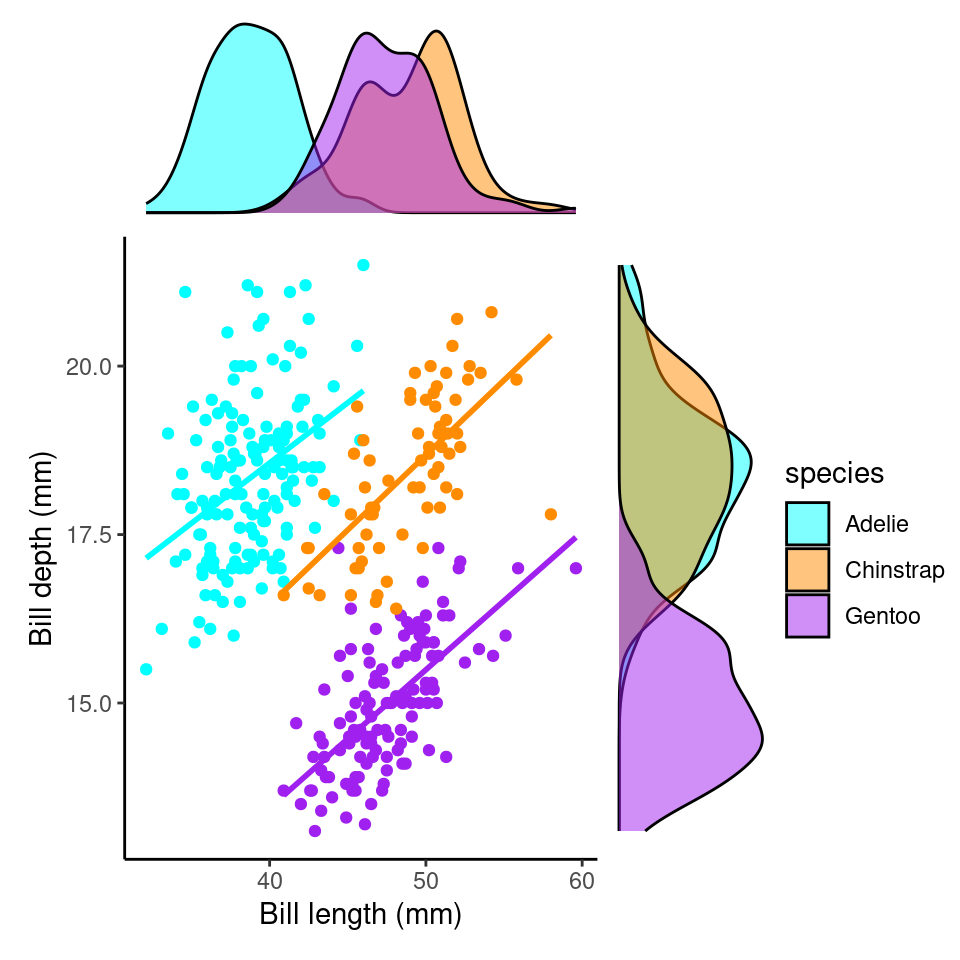 20.0
17.5
15.0
Bill depth (mm)
40 50 60
Bill length (mm)
species
Adelie
Chinstrap
Gentoo